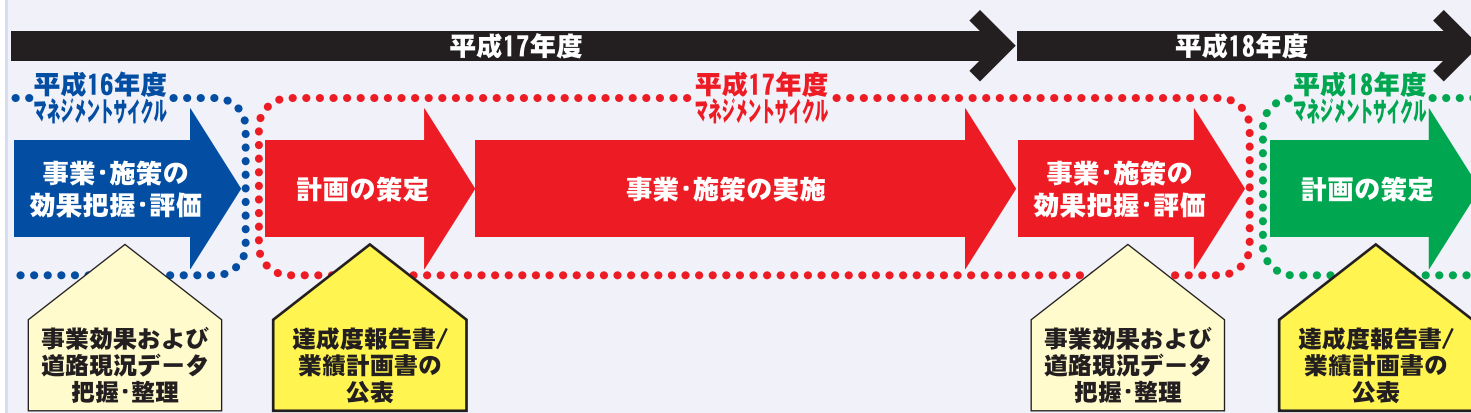 平成17年度
平成18年度
平成16年度
マネジメントサイクル
平成17年度
マネジメントサイクル
平成18年度
マネジメントサイクル
事業・施策の
効果把握・評価
計画の策定
事業・施策の実施
事業・施策の
効果把握・評価
計画の策定
事業効果および
道路現況データ
把握・整理
達成度報告書/
業績計画書の
公表
事業効果および
道路現況データ
把握・整理
達成度報告書/
業績計画書の
公表